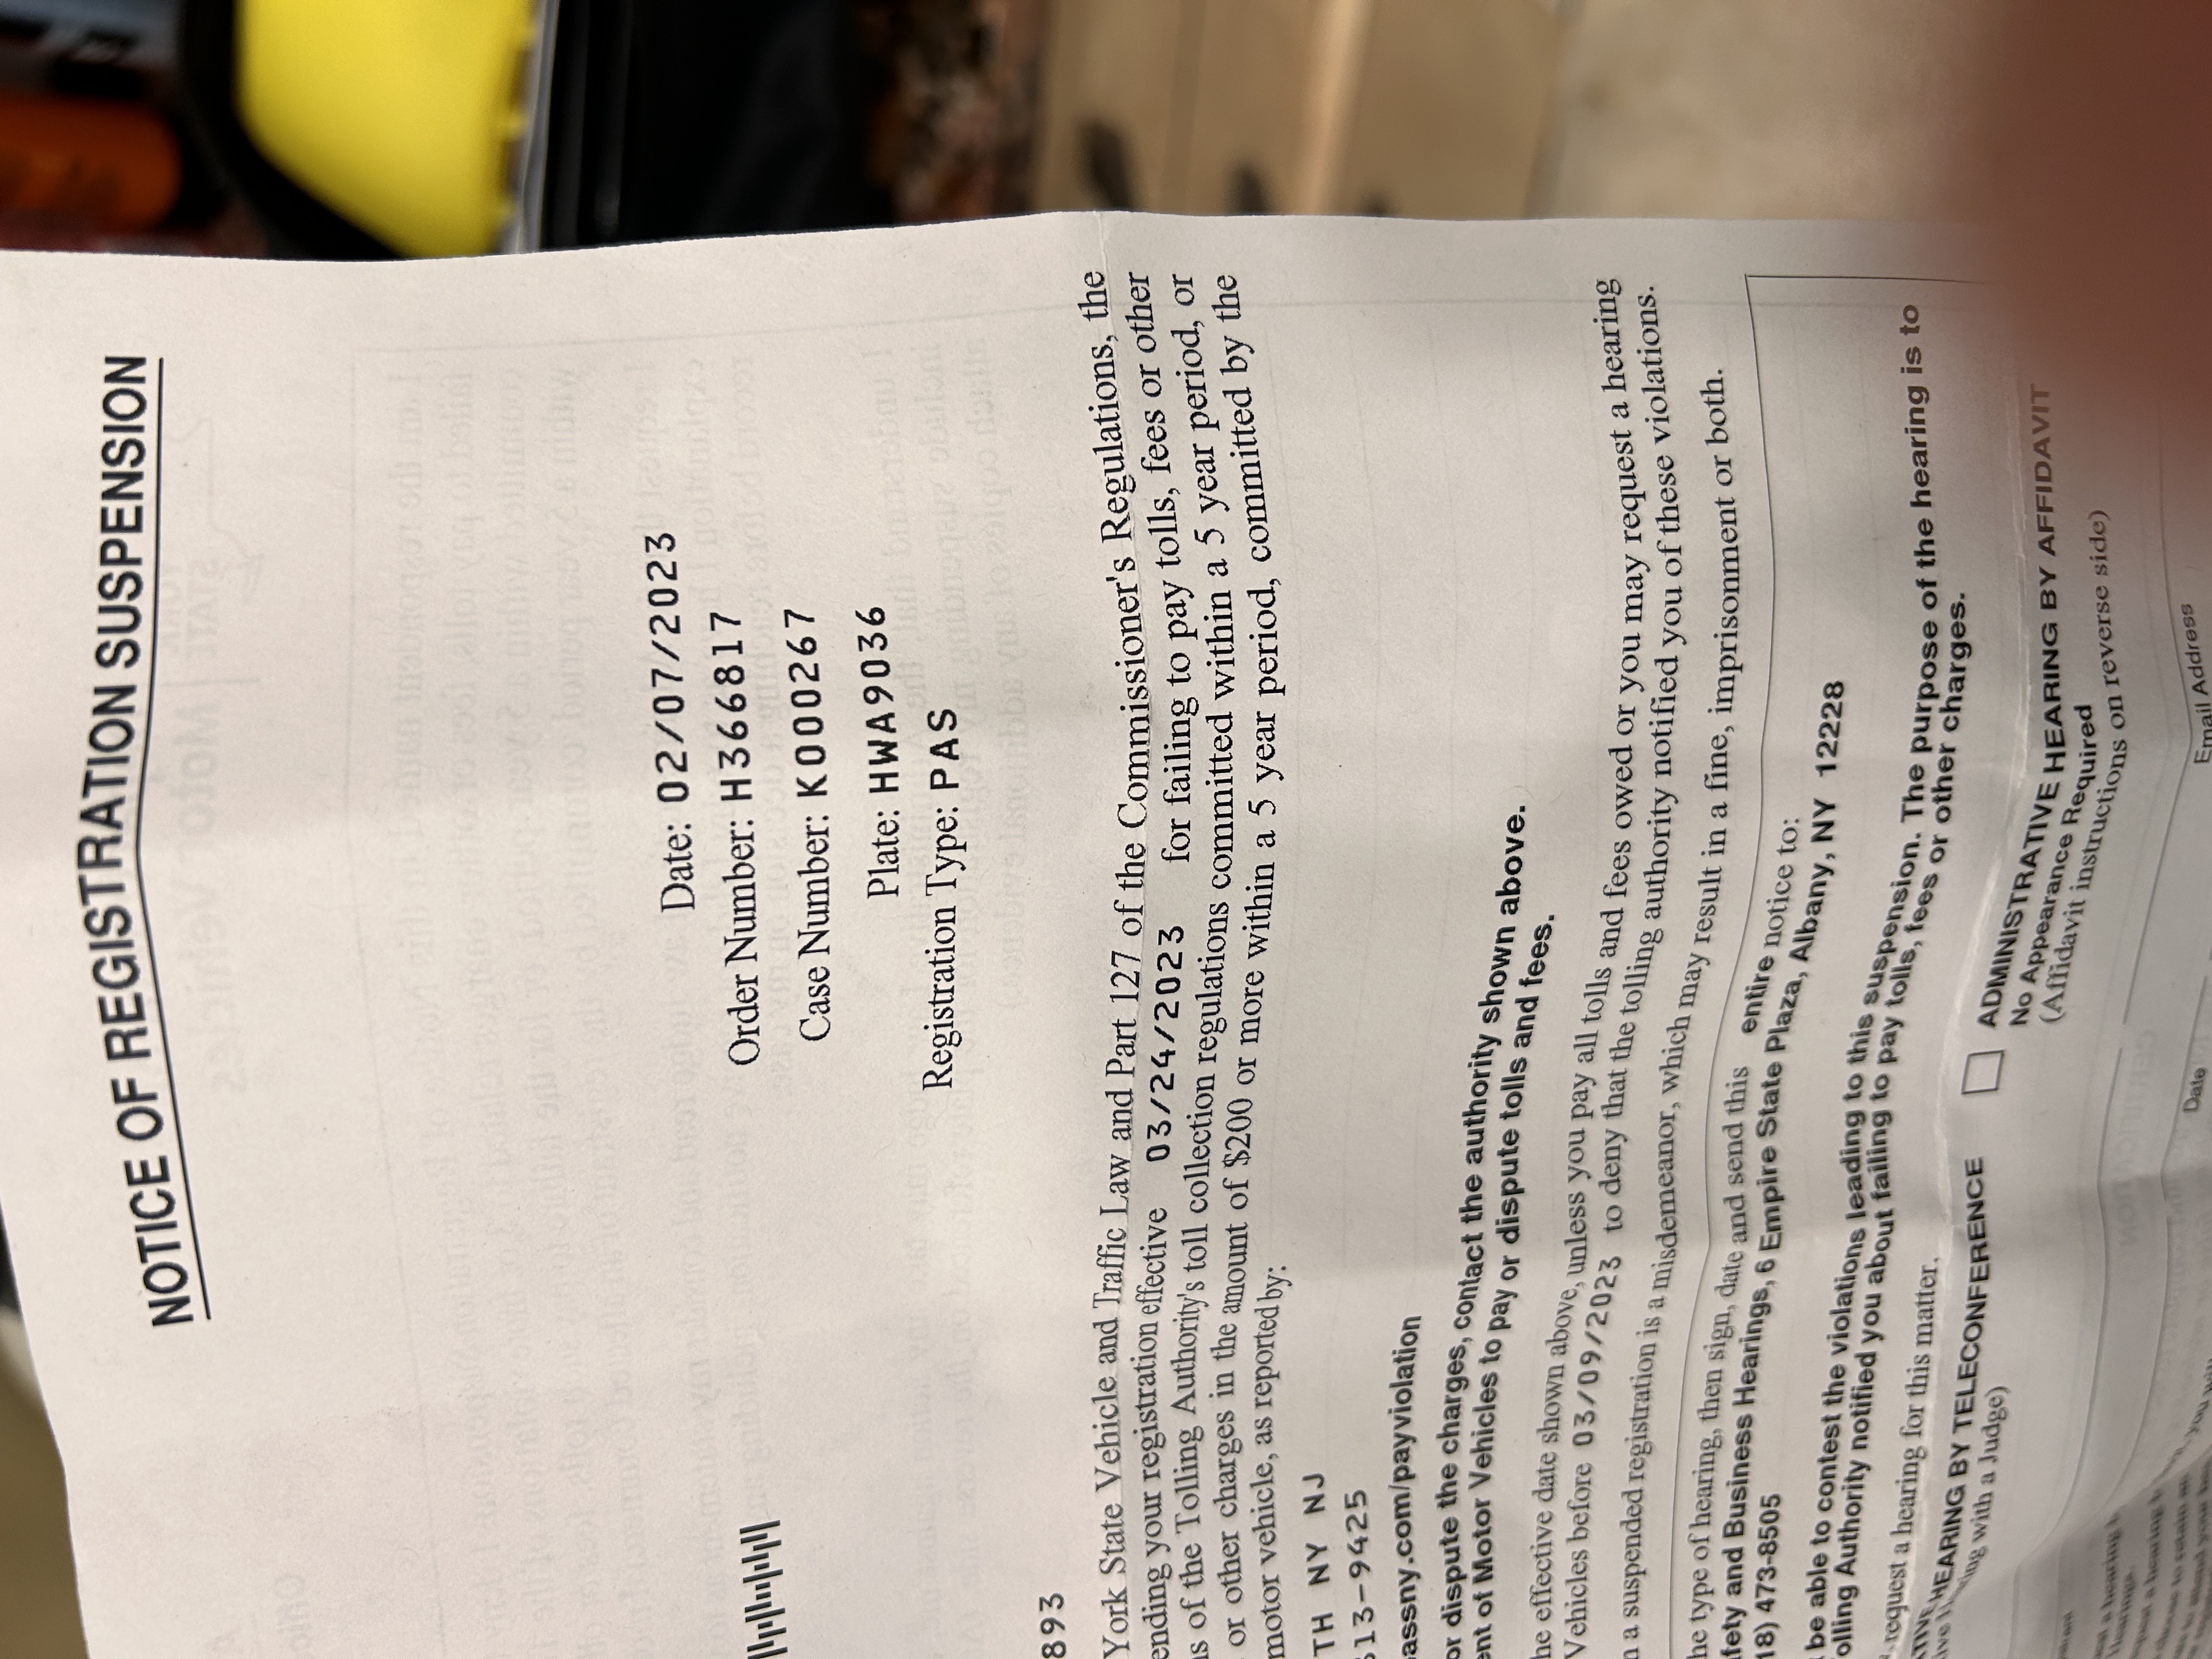 NOTICE OF REGISTRATION SUSPENSION
Date: 02/07/2023
Order Number: H366817
Case Number: K000267
Plate: HWA9036
Registration Type: PAS
893
York State Vehicle and Traffic Law and Part 127 of the Commissioner's Regulations, the
ending your registration effective 03/24/2023 for failing to pay tolls, fees or other
s of the Tolling Authority's toll collection regulations committed within a 5 year period, or
or other charges in the amount of $200 or more within a 5 year period, committed by the
motor vehicle, as reported by:
TH NY NJ
13-9425
assny.com/payviolation
or dispute the charges, contact the authority shown above.
ent of Motor Vehicles to pay or dispute tolls and fees.
he effective date shown above, unless you pay all tolls and fees owed or you may request a hearing
Vehicles before 03/09/2023 to deny that the tolling authority notified you of these violations.
a suspended registration is a misdemeanor, which may result in a fine, imprisonment or both.
he type of hearing, then sign, date and send this entire notice to:
fety and Business Hearings, 6 Empire State Plaza, Albany, NY 12228
18) 473-8505
be able to contest the violations leading to this suspension. The purpose of the hearing is to
olling Authority notified you about failing to pay tolls, fees or other charges.
request a hearing for this matter.
HEARING BY TELECONFERENCE
ing with a Judge)
ADMINISTRATIVE HEARING BY AFFIDAVIT
No Appearance Required
(Affidavit instructions on reverse side)
Date
Email Address